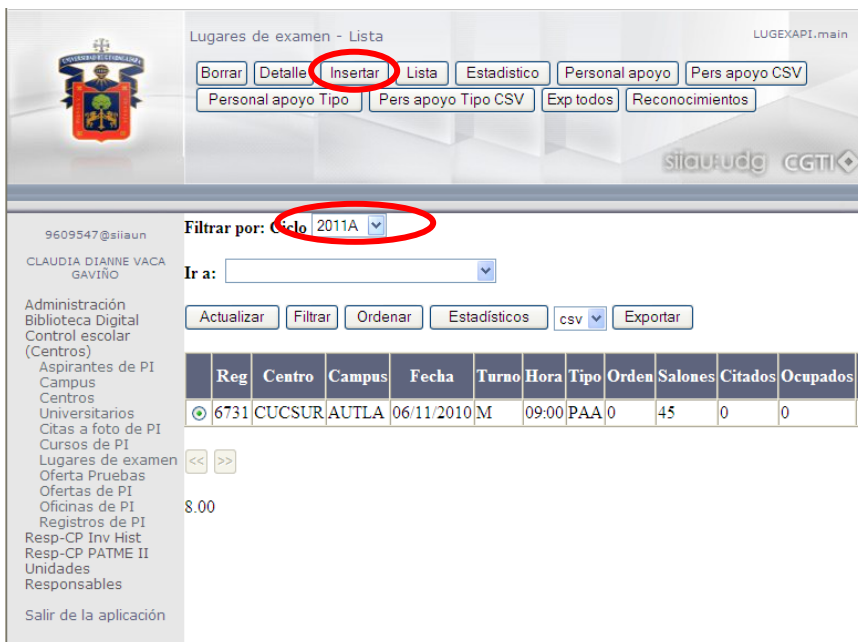 Lugares de examen - Lista
LUGEXAPI.main
Borrar Detalle Insertar Lista Estadistico Personal apoyo Pers apoyo CSV
Personal apoyo Tipo Pers apoyo Tipo CSV Exp todos Reconocimientos
siiau:udg CGTI
9609547@siiaun
CLAUDIA DIANNE VACA
GAVIÑO
Administración
Biblioteca Digital
Control escolar
(Centros)
Aspirantes de PI
Campus
Centros
Universitarios
Citas a foto de PI
Cursos de PI
Lugares de examen
Oferta Pruebas
Ofertas de PI
Oficinas de PI
Registros de PI
Resp-CP Inv Hist
Resp-CP PATME II
Unidades
Responsables
Salir de la aplicación
Filtrar por: Ciclo 2011A
Ir a:
Actualizar Filtrar Ordenar Estadísticos csv Exportar
Reg Centro Campus Fecha Turno Hora Tipo Orden Salones Citados Ocupados
6731 CUCSUR AUTLA 06/11/2010 M 09:00 PAA 0 45 0 0
<< >>
8.00